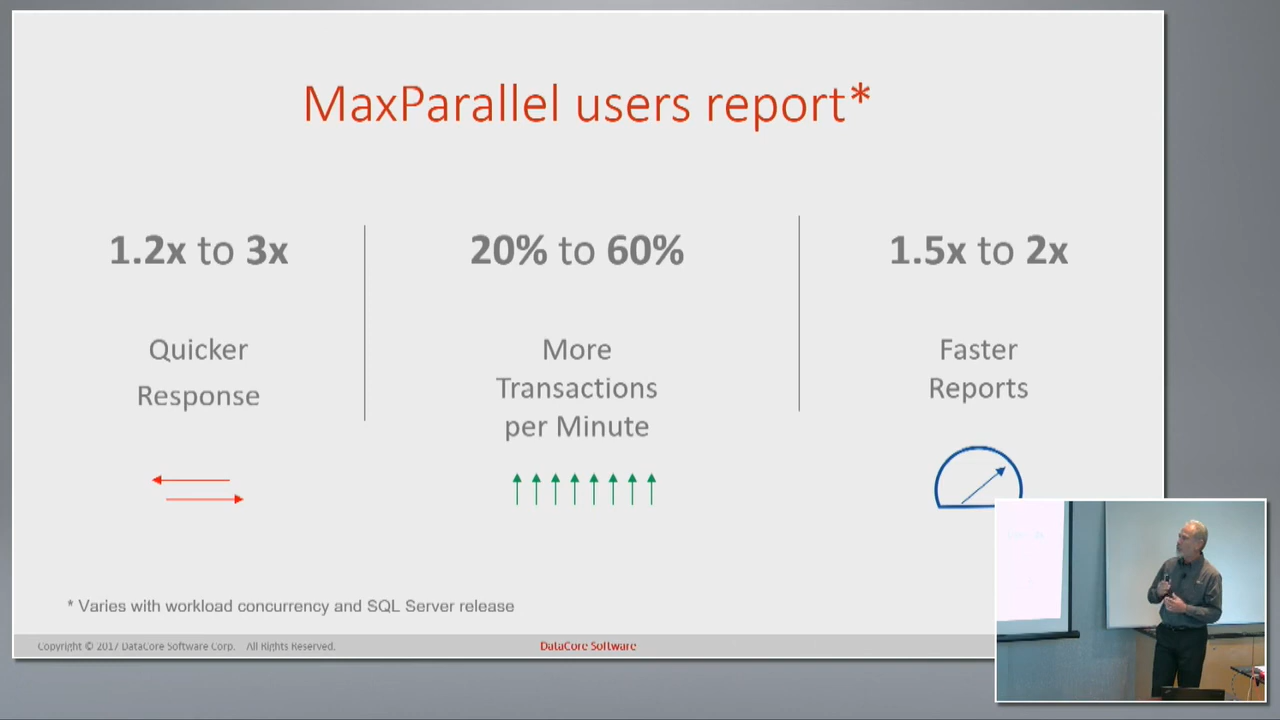 MaxParallel users report*
1.2x to 3x
Quicker
Response
20% to 60%
More
Transactions
per Minute
1.5x to 2x
Faster
Reports
* Varies with workload concurrency and SQL Server release
Copyright © 2017 DataCore Software Corp. All Rights Reserved.
DataCore Software